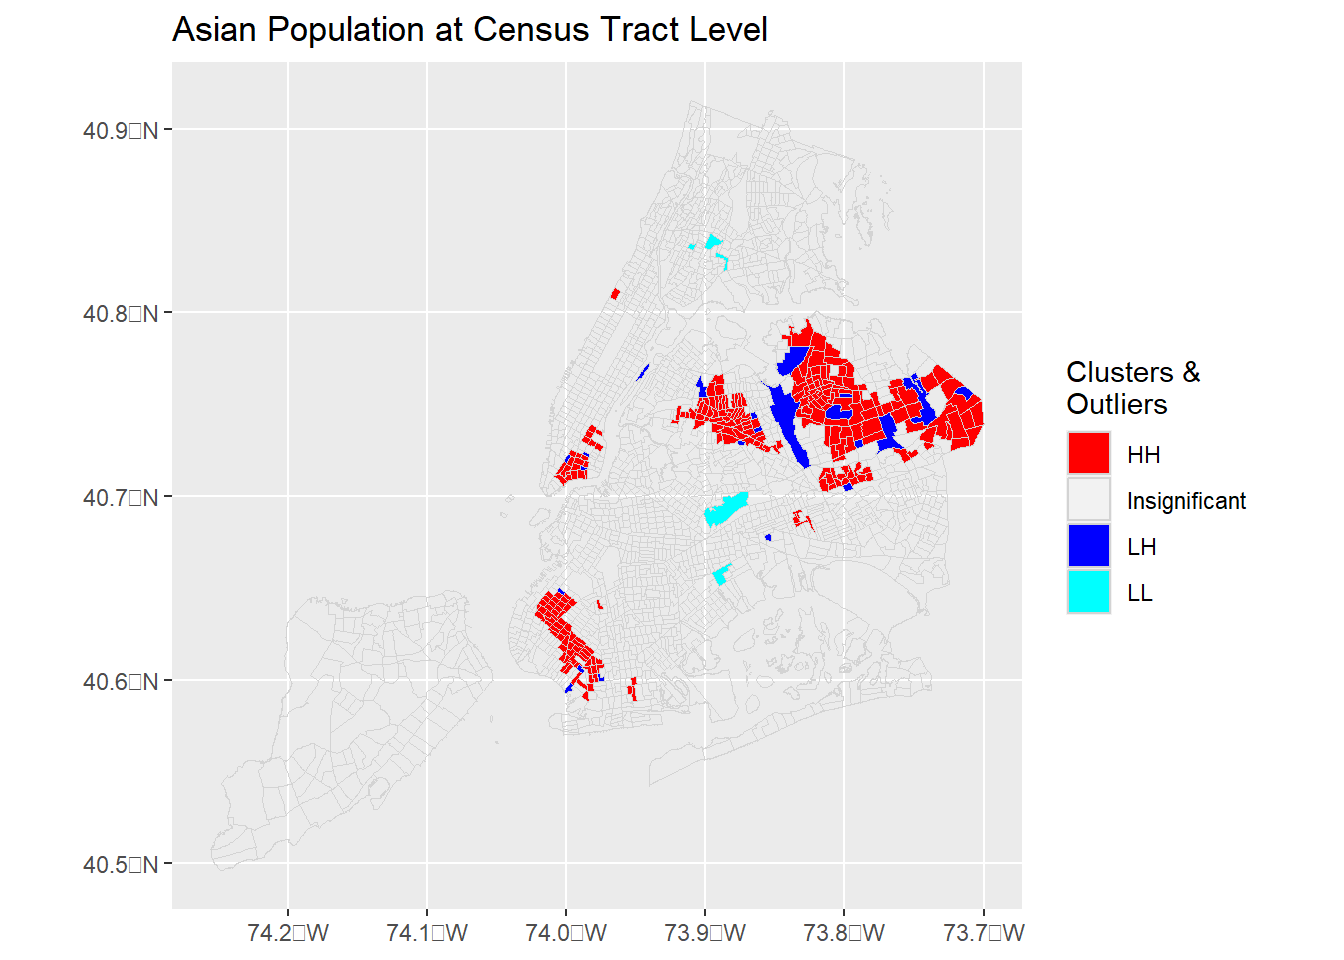 Asian Population at Census Tract Level
40.9□N
40.8□N
40.7□N
40.6□N
40.5□N
74.2□W
74.1□W
74.0□W
73.9□W
73.8□W
73.7□W
Clusters &
Outliers
HH
Insignificant
LH
LL